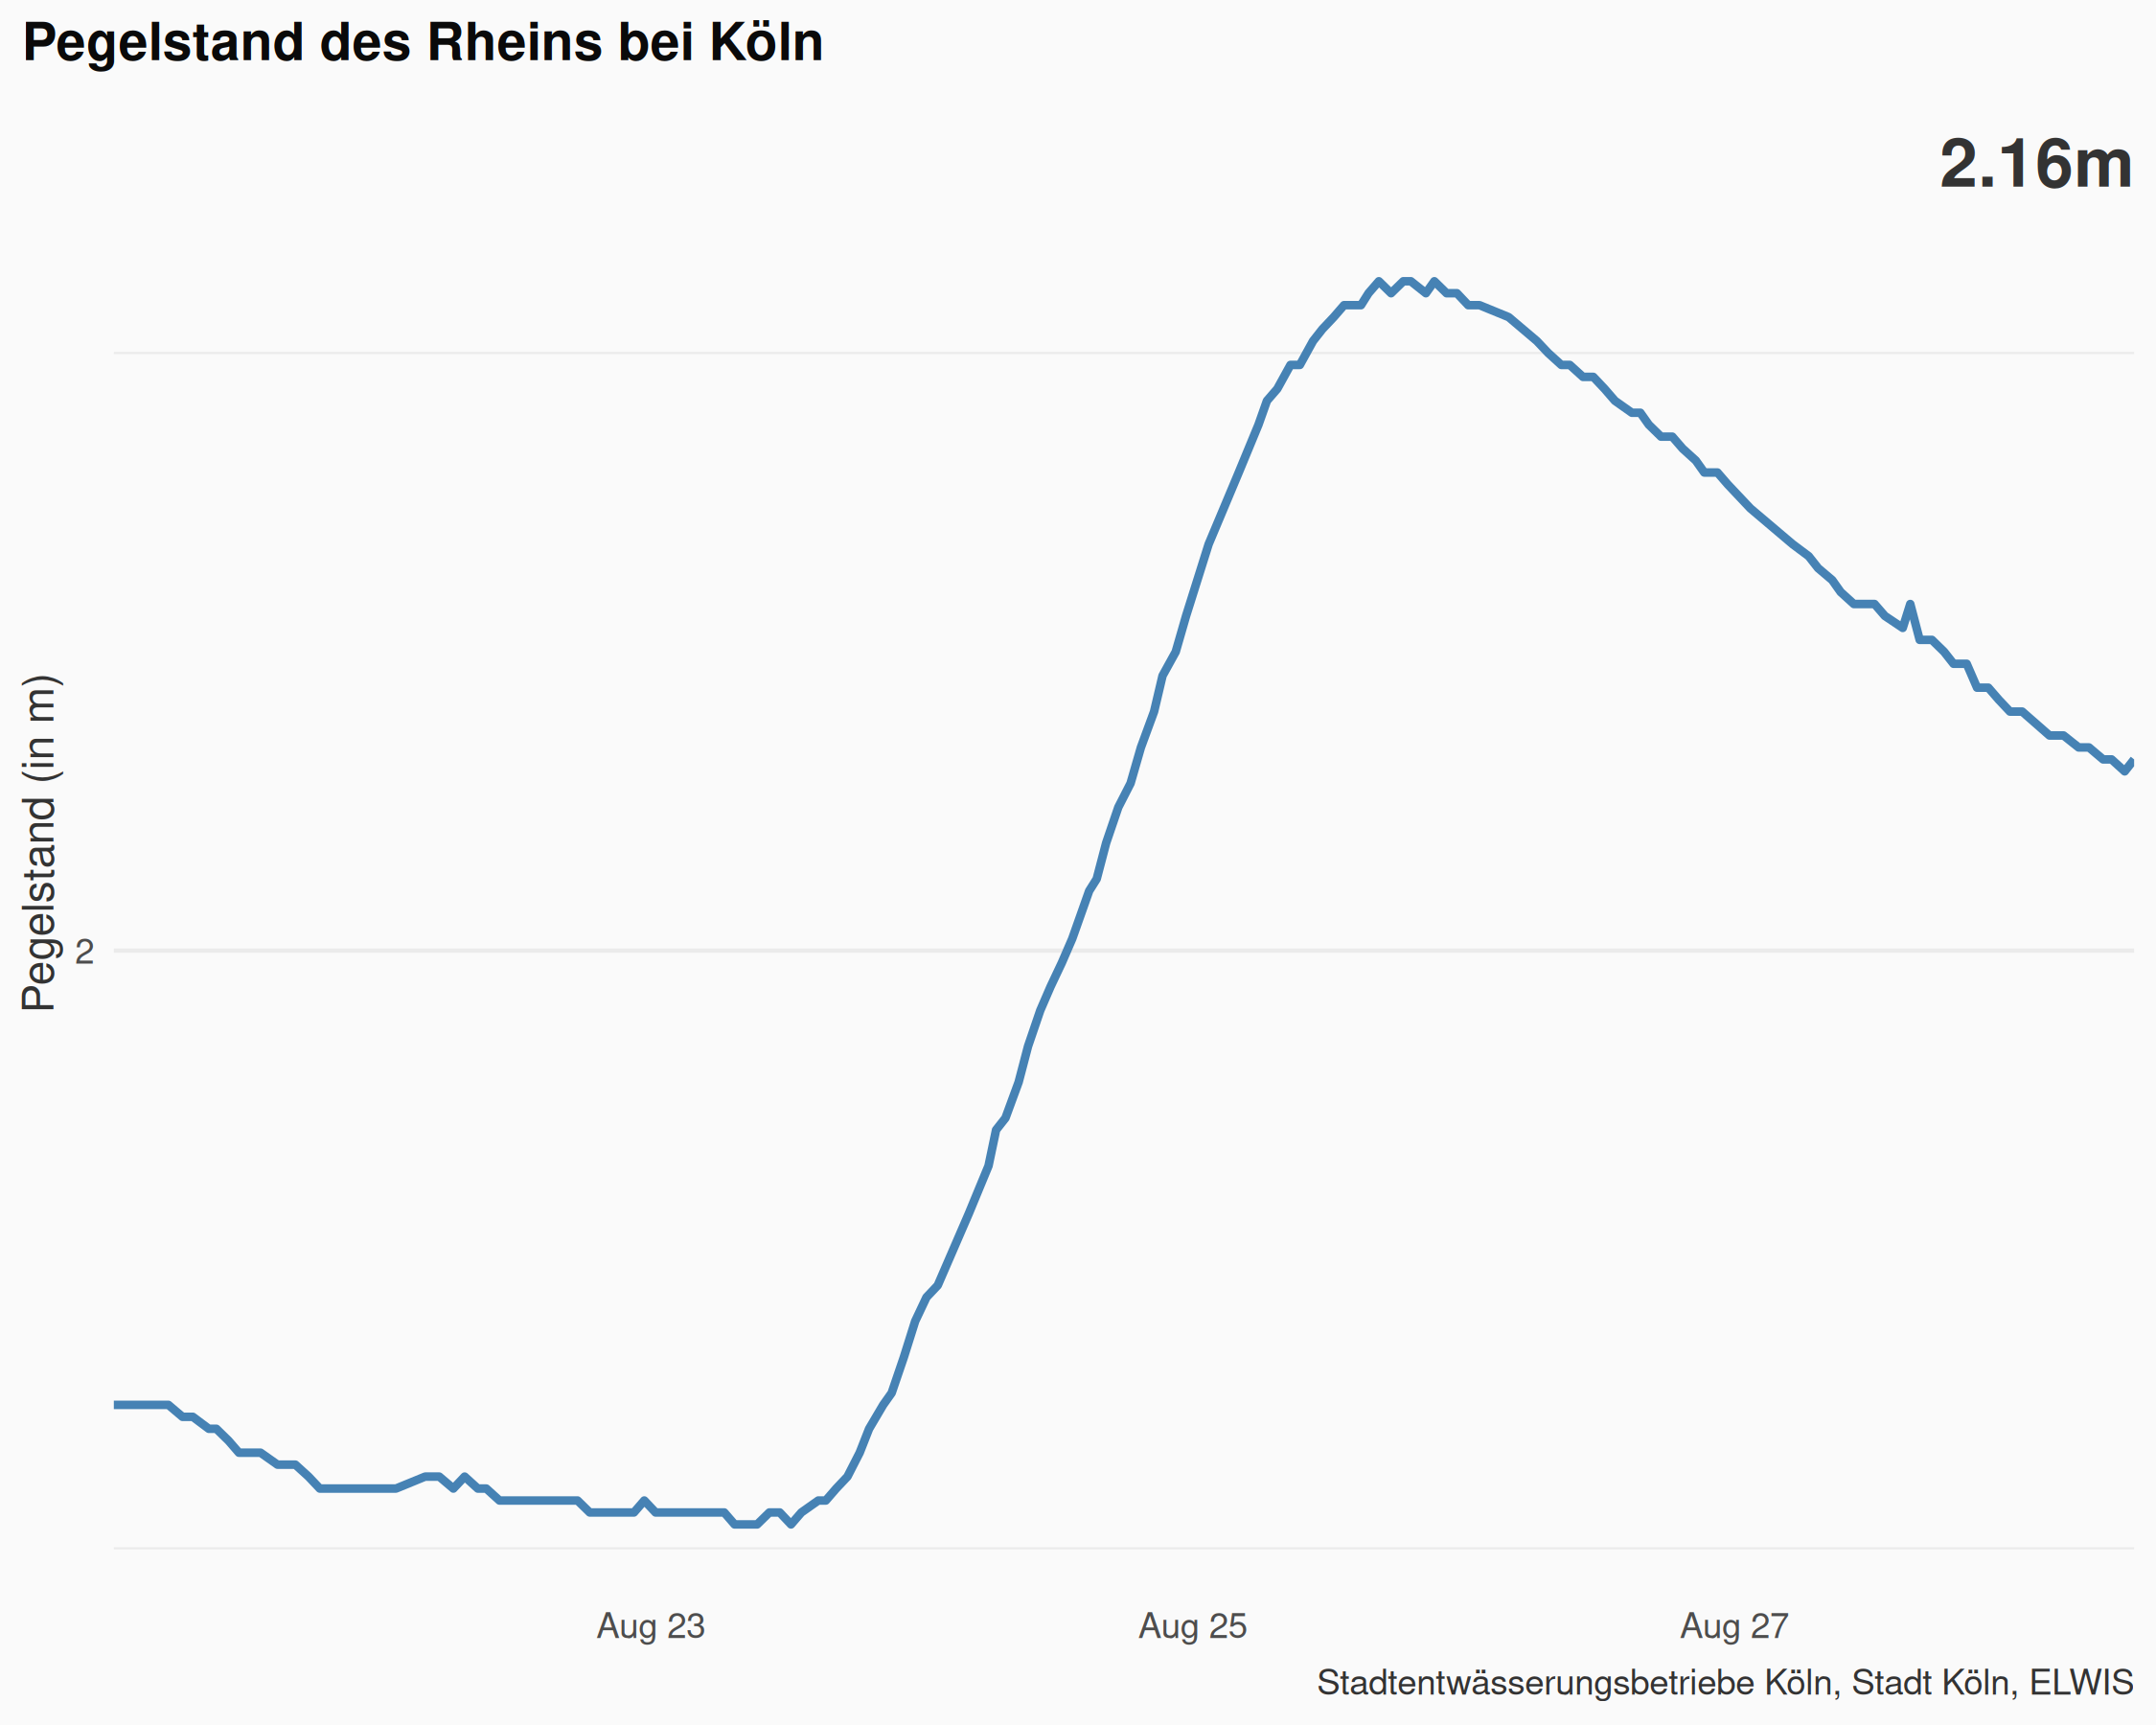 Pegelstand des Rheins bei Köln
2.16m
Pegelstand (in m)
2
Aug 23
Aug 25
Aug 27
Stadtentwässerungsbetriebe Köln, Stadt Köln, ELWIS